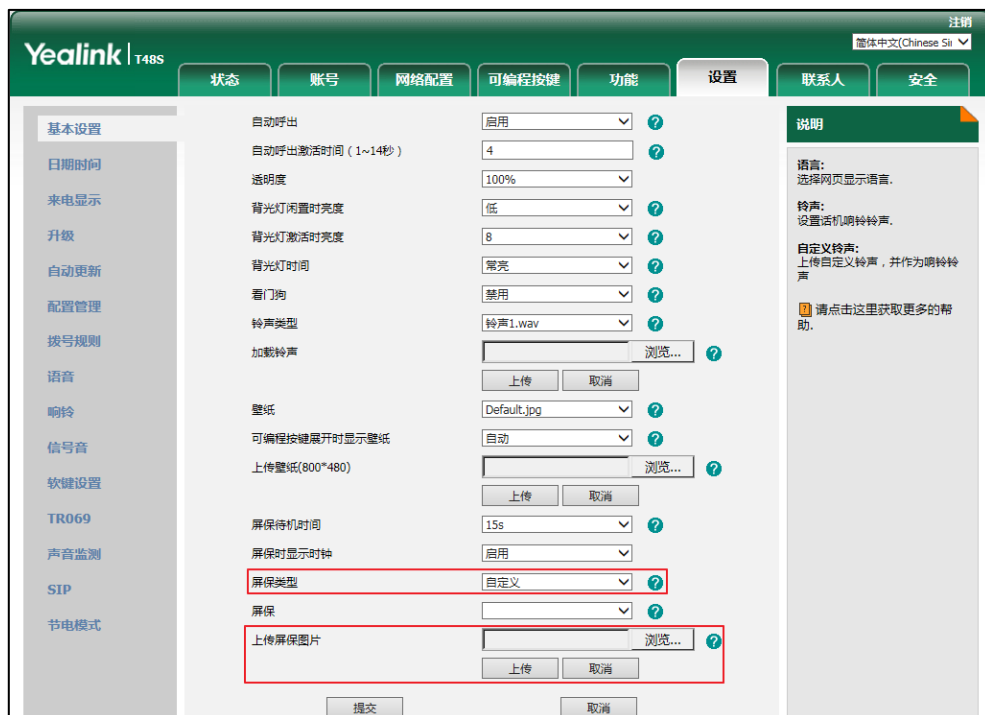 注销
简体中文(Chinese Sii
Yealink | T48S
状态 账号 网络配置 可编程按键 功能 设置 联系人 安全
基本设置
日期时间
来电显示
升级
自动更新
配置管理
拨号规则
语音
响铃
信号音
软键设置
TR069
声音监测
SIP
节电模式
自动呼出 启用
自动呼出激活时间(1~14秒) 4
透明度 100%
背光灯闲置时亮度 低
背光灯激活时亮度 8
背光灯时间 常亮
看门狗 禁用
铃声类型 铃声1.wav
加载铃声 浏览...
上传 取消
壁纸 Default.jpg
可编程按键展开时显示壁纸 自动
上传壁纸(800*480) 浏览...
上传 取消
屏保待机时间 15s
屏保时显示时钟 启用
屏保类型 自定义
屏保
上传屏保图片 浏览...
上传 取消
提交 取消
说明
语言:
选择网页显示语言.
铃声:
设置话机响铃铃声.
自定义铃声:
上传自定义铃声,并作为响铃铃
声
请点击这里获取更多的帮
助.